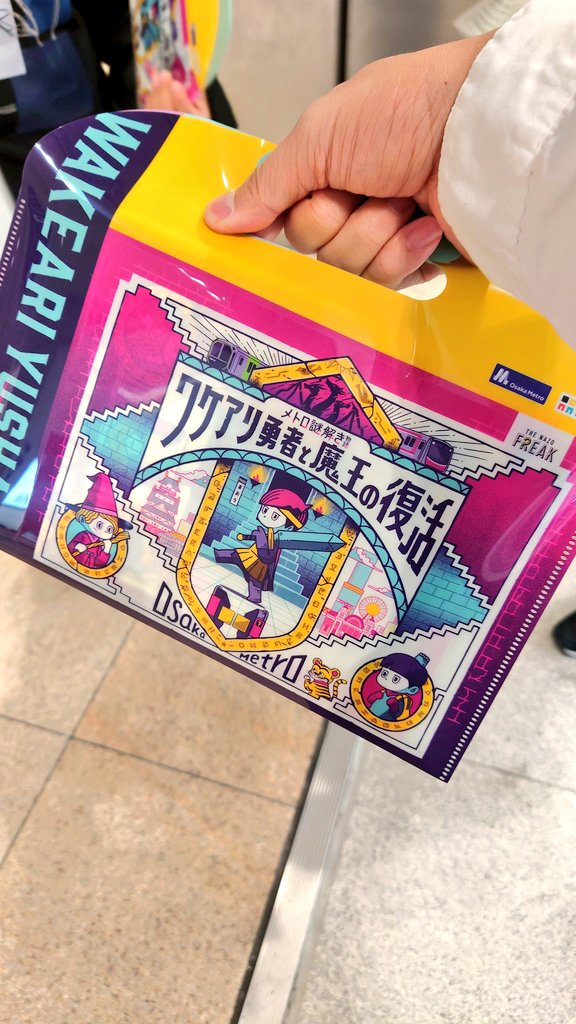 WAKEARI YUSH
Osaka Metro
THE NAZO
FREAK
メトロ謎解き
ワケアリ勇者と魔王の復活
Osaka Metro